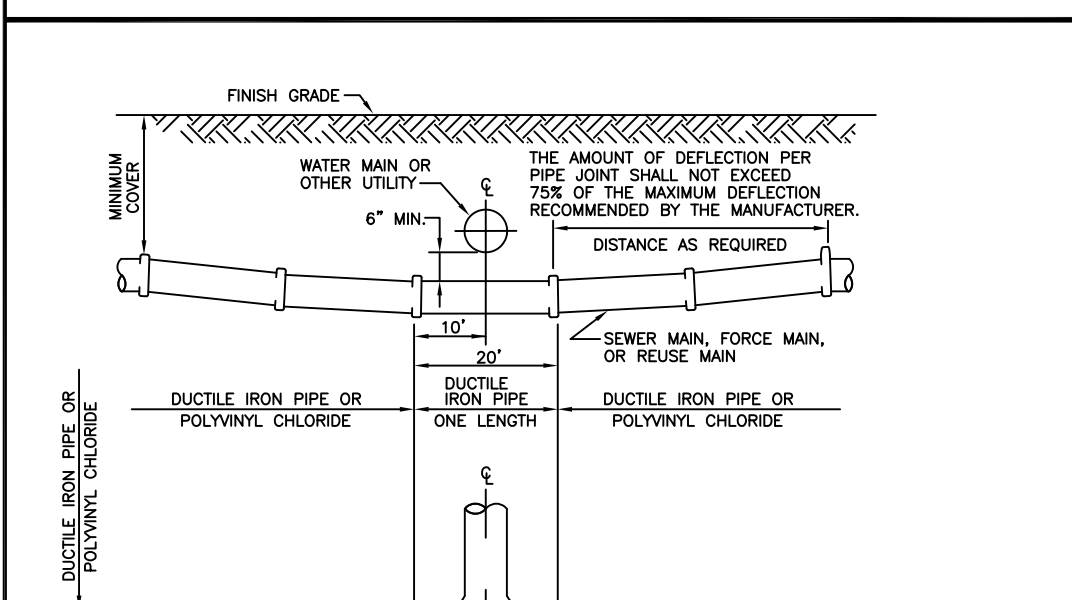 FINISH GRADE
MINIMUM
COVER
WATER MAIN OR
OTHER UTILITY
℄
6" MIN.
THE AMOUNT OF DEFLECTION PER
PIPE JOINT SHALL NOT EXCEED
75% OF THE MAXIMUM DEFLECTION
RECOMMENDED BY THE MANUFACTURER.
DISTANCE AS REQUIRED
10'
20'
SEWER MAIN, FORCE MAIN,
OR REUSE MAIN
DUCTILE IRON PIPE OR
POLYVINYL CHLORIDE
DUCTILE
IRON PIPE
ONE LENGTH
DUCTILE IRON PIPE OR
POLYVINYL CHLORIDE
DUCTILE IRON PIPE OR
POLYVINYL CHLORIDE
℄